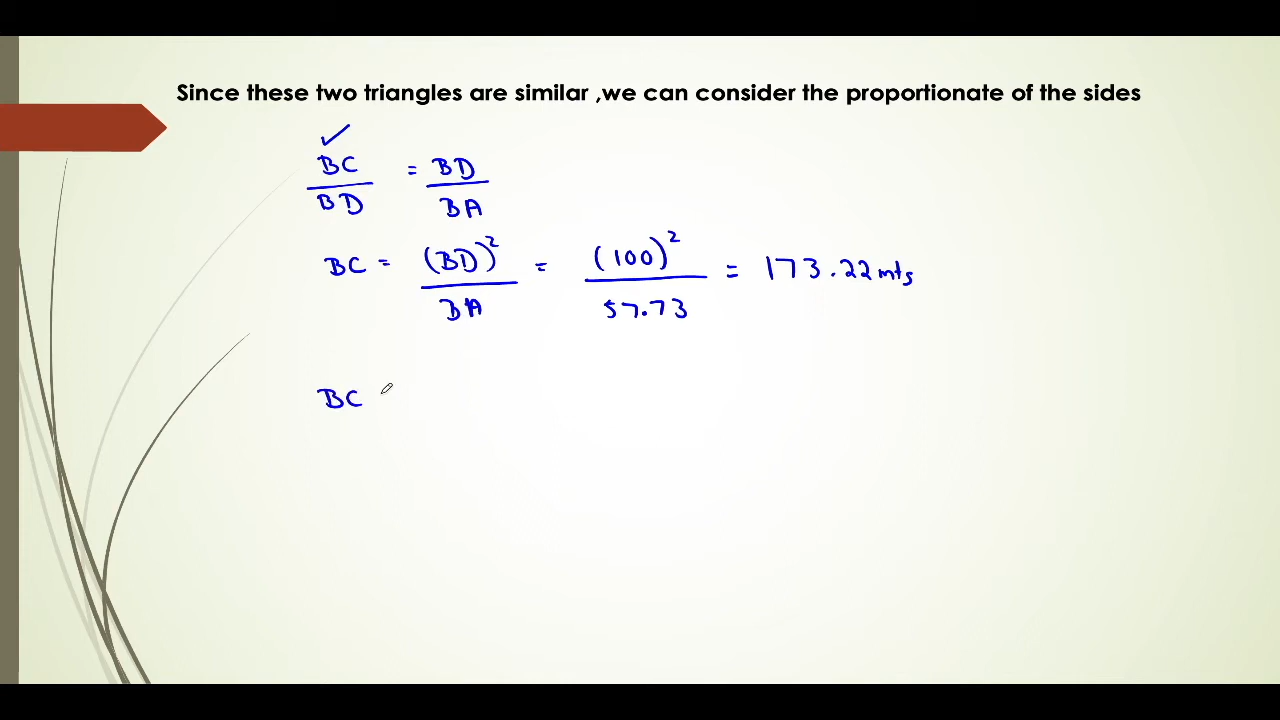 Since these two triangles are similar ,we can consider the proportionate of the sides
BC/BD = BD/BA
BC = (BD)²/BA = (100)²/57.73 = 173.22 mts
BC